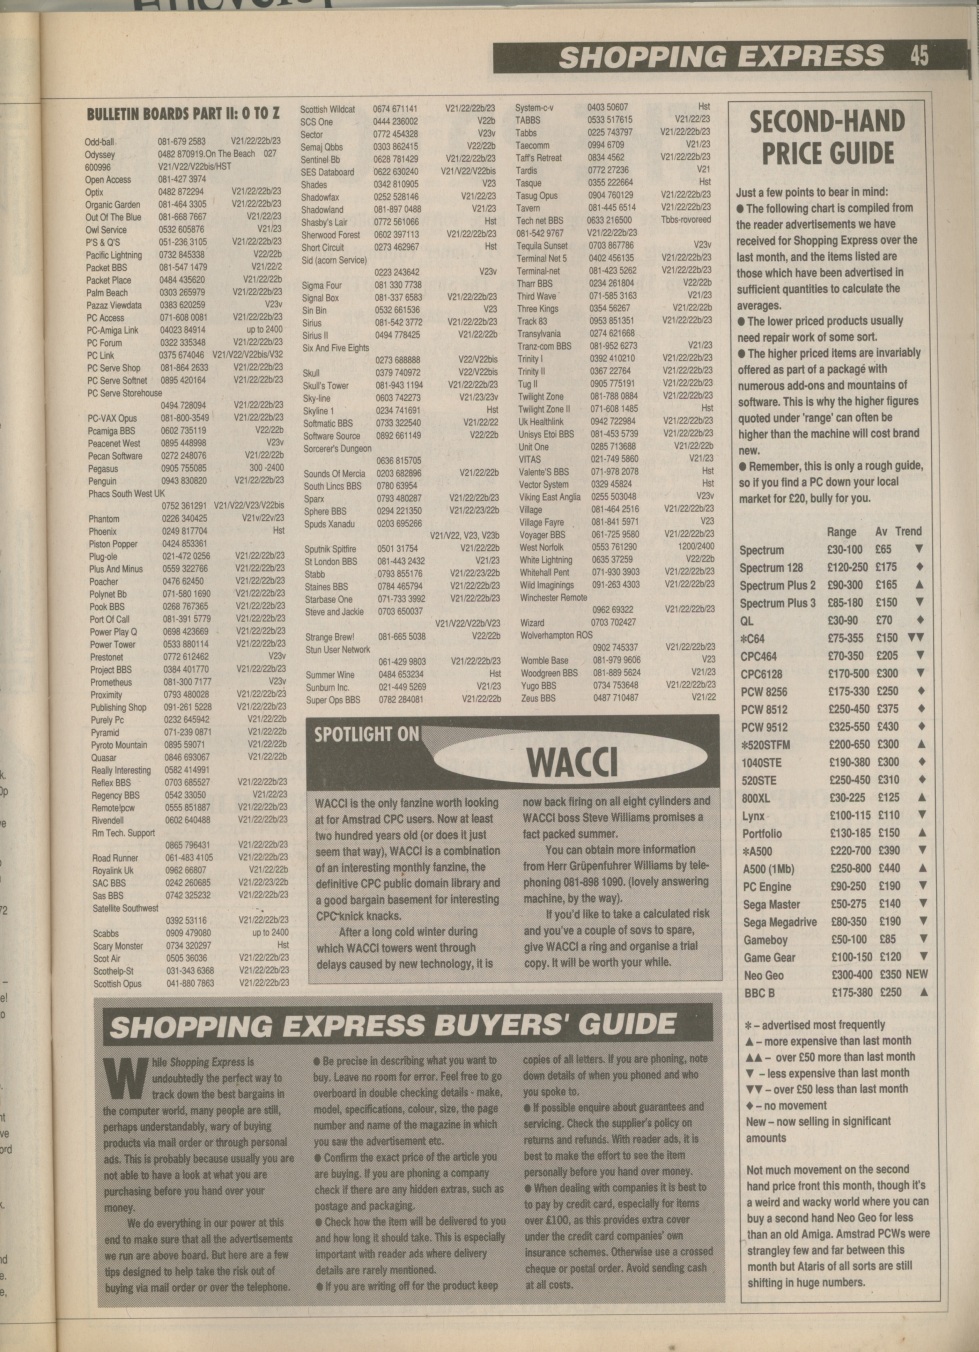 SHOPPING EXPRESS 45
BULLETIN BOARDS PART II: O TO Z
Odd-ball 081-679 2583 V21/22/22b/23
Odyssey 0482 870919.On The Beach 027
600996 V21/V22/V22bis/HST
Open Access 081-427 3974
Optix 0482 872294 V21/22/22b/23
Organic Garden 081-464 3305 V21/22/22b/23
Out Of The Blue 081-668 7667 V21/22/23
Owl Service 0532 605876 V21/23
P'S & Q'S 051-236 3105 V21/22/22b/23
Pacific Lightning 0732 845338 V22/22b
Packet BBS 081-547 1479 V21/22/2
Packet Place 0484 435620 V21/22/22b
Palm Beach 0303 265979 V21/22/22b/23
Pazaz Viewdata 0383 620259 V23v
PC Access 071-608 0081 V21/22/22b/23
PC-Amiga Link 04023 84914 up to 2400
PC Forum 0322 335348 V21/22/22b/23
PC Link 0375 674046 V21/V22/V22bis/V32
PC Serve Shop 081-864 2633 V21/22/22b/23
PC Serve Softnet 0895 420164 V21/22/22b/23
PC Serve Storehouse
0494 728094 V21/22/22b/23
PC-VAX Opus 081-800-3549 V21/22/22b/23
Pcamiga BBS 0602 735119 V22/22b
Peacenet West 0895 448998 V23v
Pecan Software 0272 248076 V21/22/22b
Pegasus 0905 755085 300 -2400
Penguin 0943 830820 V21/22/22b/23
Phacs South West UK
0752 361291 V21/V22/V23/V22bis
Phantom 0226 340425 V21v/22v/23
Phoenix 0249 817704 Hst
Piston Popper 0424 853361
Plug-ole 021-472 0256 V21/22/22b/23
Plus And Minus 0559 322766 V21/22/22b/23
Poacher 0476 62450 V21/22/22b/23
Polynet Bb 071-580 1690 V21/22/22b/23
Pook BBS 0268 767365 V21/22/22b/23
Port Of Call 081-391 5779 V21/22/22b/23
Power Play Q 0698 423669 V21/22/22b/23
Power Tower 0533 880114 V21/22/22b/23
Prestonet 0772 612462 V23v
Project BBS 0384 401770 V21/22/22b/23
Prometheus 081-300 7177 V23v
Proximity 0793 480028 V21/22/22b/23
Publishing Shop 091-261 5228 V21/22/22b/23
Purely Pc 0232 645942 V21/22/22b
Pyramid 071-239 0871 V21/22/22b
Pyroto Mountain 0895 59071 V21/22/22b
Quasar 0846 693067 V21/22/22b
Really Interesting 0582 414991
Reflex BBS 0703 685527 V21/22/22b/23
Regency BBS 0542 33050 V21/22/23
Remote/pcw 0555 851887 V21/22/22b/23
Rivendell 0602 640488 V21/22/22b/23
Rm Tech. Support
0865 796431 V21/22/22b/23
Road Runner 061-483 4105 V21/22/22b/23
Royalink Uk 0962 66807 V21/22/22b
SAC BBS 0242 260685 V21/22/23/22b
Sas BBS 0742 325232 V21/22/22b/23
Satellite Southwest
0392 53116 V21/22/22b/23
Scabbs 0909 479080 up to 2400
Scary Monster 0734 320297 Hst
Scot Air 0505 36036 V21/22/22b/23
Scothelp-St 031-343 6368 V21/22/22b/23
Scottish Opus 041-880 7863 V21/22/22b/23
Scottish Wildcat 0674 671141 V21/22/22b/23
SCS One 0444 236002 V22b
Sector 0772 454328 V23v
Semaj Qbbs 0303 862415 V22/22b
Sentinel Bb 0628 781429 V21/22/22b/23
SES Databoard 0622 630240 V21/V22/V22bis
Shades 0342 810905 V23
Shadowfax 0252 528146 V21/22/23
Shadowland 081-897 0488 V21/23
Shasby's Lair 0772 561066 Hst
Sherwood Forest 0602 397113 V21/22/22b/23
Short Circuit 0273 462967 Hst
Sid (acorn Service)
0223 243642 V23v
Sigma Four 081 330 7738
Signal Box 081-337 6583 V21/22/22b/23
Sin Bin 0532 661536 V23
Sirius 081-542 3772 V21/22/22b/23
Sirius II 0494 778425 V21/22/22b
Six And Five Eights
0273 688888 V22/V22bis
Skull 0379 740972 V22/V22bis
Skull's Tower 081-943 1194 V21/22/22b/23
Sky-line 0603 742273 V21/23/23v
Skyline 1 0234 741691 Hst
Softmatic BBS 0733 322540 V21/22/22
Software Source 0892 661149 V22/22b
Sorcerer's Dungeon
0636 815705
Sounds Of Mercia 0203 682896 V21/22/22b
South Lincs BBS 0780 63954
Sparx 0793 480287 V21/22/22b/23
Sphere BBS 0294 221350 V21/22/23/22b
Spuds Xanadu 0203 695266
V21/V22, V23, V23b
Sputnik Spitfire 0501 31754 V21/22/22b
St London BBS 081-443 2432 V21/23
Stabb 0793 855176 V21/22/23/22b
Staines BBS 0784 465794 V21/22/22b/23
Starbase One 071-733 3992 V21/22/22b/23
Steve and Jackie 0703 650037
V21/V22/V22b/V23
Strange Brew! 081-665 5038 V22/22b
Stun User Network
061-429 9803 V21/22/22b/23
Summer Wine 0484 653234 Hst
Sunburn Inc. 021-449 5269 V21/23
Super Ops BBS 0782 284081 V21/22/22b
System-c-v 0403 50607 Hst
TABBS 0533 517615 V21/22/23
Tabbs 0225 743797 V21/22/22b/23
Taecomm 0994 6709 V21/23
Taff's Retreat 0834 4562 V21/22/22b/23
Tardis 0772 27236 V21
Tasque 0355 222664 Hst
Tasug Opus 0904 760129 V21/22/22b/23
Tavern 081-445 6514 V21/22/22b/23
Tech net BBS 0633 216500 Tbbs-rovoreed
081-542 9767 V21/22/22b/23
Tequila Sunset 0703 867786 V23v
Terminal Net 5 0402 456135 V21/22/22b/23
Terminal-net 081-423 5262 V21/22/22b/23
Tharr BBS 0234 261804 V22/22b
Third Wave 071-585 3163 V21/23
Three Kings 0354 56267 V21/22/22b
Track 83 0953 851351 V21/22/22b/23
Transylvania 0274 621668
Tranz-com BBS 081-952 6273 V21/23
Trinity I 0392 410210 V21/22/22b/23
Trinity II 0367 22764 V21/22/22b/23
Tug II 0905 775191 V21/22/22b/23
Twilight Zone 081-788 0884 V21/22/22b/23
Twilight Zone II 071-608 1485 Hst
Uk Healthlink 0942 722984 V21/22/22b/23
Unisys Etoi BBS 081-453 5739 V21/22/22b/23
Unit One 0285 713688 V21/22/22b
VITAS 021-749 5860 V21/23
Valente'S BBS 071-978 2078 Hst
Vector System 0329 45824 Hst
Viking East Anglia 0255 503048 V23v
Village 081-464 2516 V21/22/22b/23
Village Fayre 081-841 5971 V23
Voyager BBS 061-725 9580 V21/22/22b/23
West Norfolk 0553 761290 1200/2400
White Lightning 0635 37259 V22/22b
Whitehall Pent 071-930 3903 V21/22/22b/23
Wild Imaginings 091-263 4303 V21/22/22b/23
Winchester Remote
0962 69322 V21/22/22b/23
Wizard 0703 702427
Wolverhampton ROS
0902 745337 V21/22/22b/23
Womble Base 081-979 9606 V23
Woodgreen BBS 081-889 5624 V21/23
Yugo BBS 0734 753648 V21/22/22b/23
Zeus BBS 0487 710487 V21/22
SPOTLIGHT ON
WACCI
WACCI is the only fanzine worth looking
at for Amstrad CPC users. Now at least
two hundred years old (or does it just
seem that way), WACCI is a combination
of an interesting monthly fanzine, the
definitive CPC public domain library and
a good bargain basement for interesting
CPC knick knacks.
After a long cold winter during
which WACCI towers went through
delays caused by new technology, it is
now back firing on all eight cylinders and
WACCI boss Steve Williams promises a
fact packed summer.
You can obtain more information
from Herr Grüpenfuhrer Williams by tele-
phoning 081-898 1090. (lovely answering
machine, by the way).
If you'd like to take a calculated risk
and you've a couple of sovs to spare,
give WACCI a ring and organise a trial
copy. It will be worth your while.
SHOPPING EXPRESS BUYERS' GUIDE
While Shopping Express is
undoubtedly the perfect way to
track down the best bargains in
the computer world, many people are still,
perhaps understandably, wary of buying
products via mail order or through personal
ads. This is probably because usually you are
not able to have a look at what you are
purchasing before you hand over your
money.
We do everything in our power at this
end to make sure that all the advertisements
we run are above board. But here are a few
tips designed to help take the risk out of
buying via mail order or over the telephone.
● Be precise in describing what you want to
buy. Leave no room for error. Feel free to go
overboard in double checking details - make,
model, specifications, colour, size, the page
number and name of the magazine in which
you saw the advertisement etc.
● Confirm the exact price of the article you
are buying. If you are phoning a company
check if there are any hidden extras, such as
postage and packaging.
● Check how the item will be delivered to you
and how long it should take. This is especially
important with reader ads where delivery
details are rarely mentioned.
● If you are writing off for the product keep
copies of all letters. If you are phoning, note
down details of when you phoned and who
you spoke to.
● If possible enquire about guarantees and
servicing. Check the supplier's policy on
returns and refunds. With reader ads, it is
best to make the effort to see the item
personally before you hand over money.
● When dealing with companies it is best to
to pay by credit card, especially for items
over £100, as this provides extra cover
under the credit card companies' own
insurance schemes. Otherwise use a crossed
cheque or postal order. Avoid sending cash
at all costs.
SECOND-HAND
PRICE GUIDE
Just a few points to bear in mind:
● The following chart is compiled from
the reader advertisements we have
received for Shopping Express over the
last month, and the items listed are
those which have been advertised in
sufficient quantities to calculate the
averages.
● The lower priced products usually
need repair work of some sort.
● The higher priced items are invariably
offered as part of a package with
numerous add-ons and mountains of
software. This is why the higher figures
quoted under 'range' can often be
higher than the machine will cost brand
new.
● Remember, this is only a rough guide,
so if you find a PC down your local
market for £20, bully for you.
Range Av Trend
Spectrum £30-100 £65 ▼
Spectrum 128 £120-250 £175 ♦
Spectrum Plus 2 £90-300 £165 ▲
Spectrum Plus 3 £85-180 £150 ▼
QL £30-90 £70 ♦
*C64 £75-355 £150 ▼▼
CPC464 £70-350 £205 ▼
CPC6128 £170-500 £300 ▼
PCW 8256 £175-330 £250 ♦
PCW 8512 £250-450 £375 ♦
PCW 9512 £325-550 £430 ♦
*520STFM £200-650 £300 ▲
1040STE £190-380 £300 ♦
520STE £250-450 £310 ♦
800XL £30-225 £125 ▲
Lynx £100-115 £110 ▼
Portfolio £130-185 £150 ▲
*A500 £220-700 £390 ▼
A500 (1Mb) £250-800 £440 ▲
PC Engine £90-250 £190 ▼
Sega Master £50-275 £140 ▼
Sega Megadrive £80-350 £190 ▼
Gameboy £50-100 £85 ▼
Game Gear £100-150 £120 ▼
Neo Geo £300-400 £350 NEW
BBC B £175-380 £250 ▲
* – advertised most frequently
▲ – more expensive than last month
▲▲ – over £50 more than last month
▼ – less expensive than last month
▼▼ – over £50 less than last month
♦ – no movement
New – now selling in significant
amounts
Not much movement on the second
hand price front this month, though it's
a weird and wacky world where you can
buy a second hand Neo Geo for less
than an old Amiga. Amstrad PCWs were
strangley few and far between this
month but Ataris of all sorts are still
shifting in huge numbers.